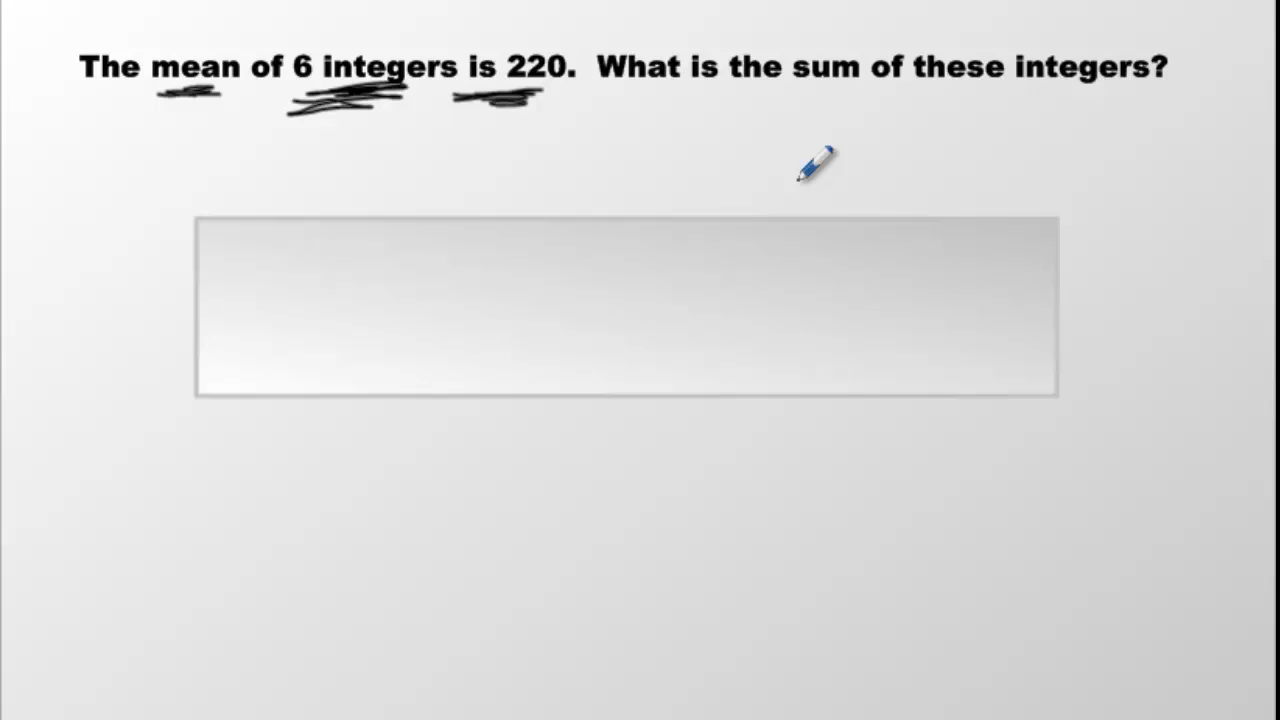 The mean of 6 integers is 220.  What is the sum of these integers?